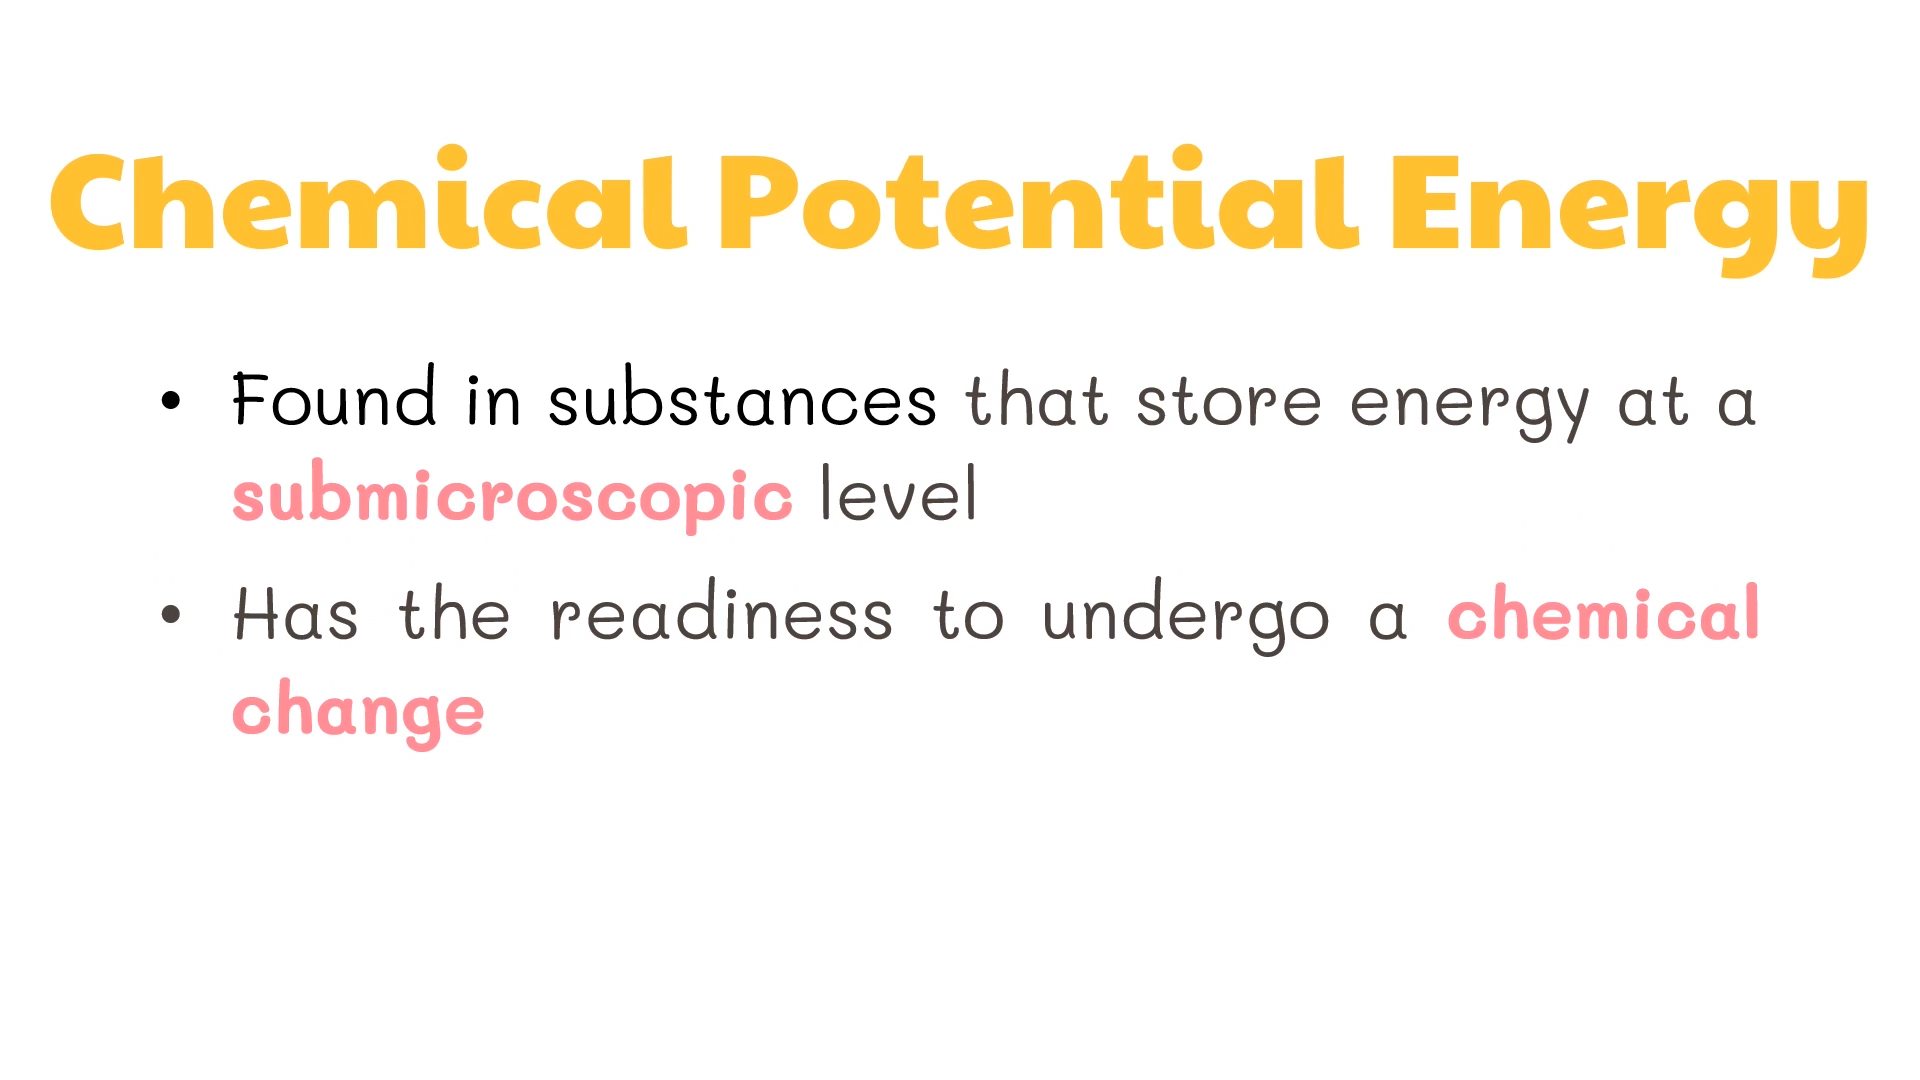 Chemical Potential Energy
• Found in substances that store energy at a
submicroscopic level
• Has the readiness to undergo a chemical
change